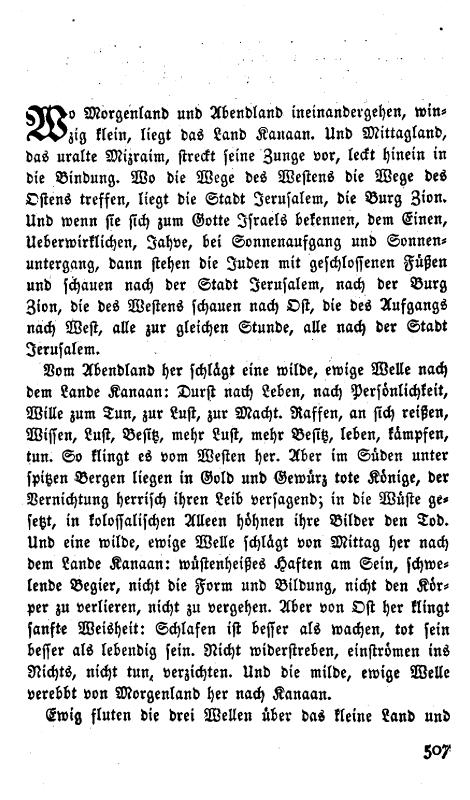 Wo Morgenland und Abendland ineinandergehen, win-
zig klein, liegt das Land Kanaan. Und Mittagland,
das uralte Mizraim, streckt seine Zunge vor, leckt hinein in
die Bindung. Wo die Wege des Westens die Wege des
Ostens treffen, liegt die Stadt Jerusalem, die Burg Zion.
Und wenn sie sich zum Gotte Israels bekennen, dem Einen,
Ueberwirklichen, Jahve, bei Sonnenaufgang und Sonnen-
untergang, dann stehen die Juden mit geschlossenen Füßen
und schauen nach der Stadt Jerusalem, nach der Burg
Zion, die des Westens schauen nach Ost, die des Aufgangs
nach West, alle zur gleichen Stunde, alle nach der Stadt
Jerusalem.
Vom Abendland her schlägt eine wilde, ewige Welle nach
dem Lande Kanaan: Durst nach Leben, nach Persönlichkeit,
Wille zum Tun, zur Lust, zur Macht. Raffen, an sich reißen,
Wissen, Lust, Besitz, mehr Lust, mehr Besitz, leben, kämpfen,
tun. So klingt es vom Westen her. Aber im Süden unter
spitzen Bergen liegen in Gold und Gewürz tote Könige, der
Vernichtung herrisch ihren Leib versagend; in die Wüste ge-
setzt, in kolossalischen Alleen höhnen ihre Bilder den Tod.
Und eine wilde, ewige Welle schlägt von Mittag her nach
dem Lande Kanaan: wüstenheißes Haften am Sein, schwe-
lende Begier, nicht die Form und Bildung, nicht den Kör-
per zu verlieren, nicht zu vergehen. Aber von Ost her klingt
sanfte Weisheit: Schlafen ist besser als wachen, tot sein
besser als lebendig sein. Nicht widerstreben, einströmen ins
Nichts, nicht tun, verzichten. Und die milde, ewige Welle
verebbt von Morgenland her nach Kanaan.
Ewig fluten die drei Wellen über das kleine Land und
507